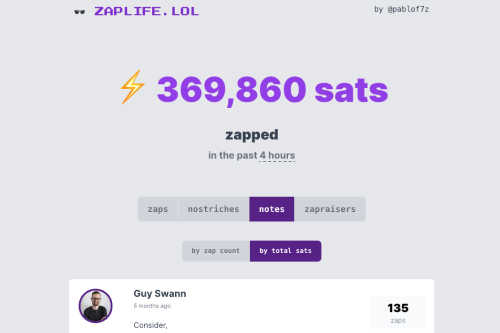 ZAPLIFE.LOL
by @pablof7z
369,860 sats
zapped
in the past 4 hours
zaps nostriches notes zapraisers
by zap count by total sats
Guy Swann
5 months ago
135
zaps
Consider,